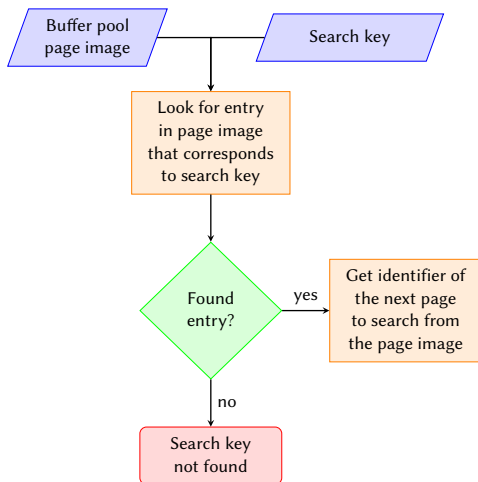 Buffer pool
page image
Search key
Look for entry
in page image
that corresponds
to search key
Found
entry?
yes
Get identifier of
the next page
to search from
the page image
no
Search key
not found